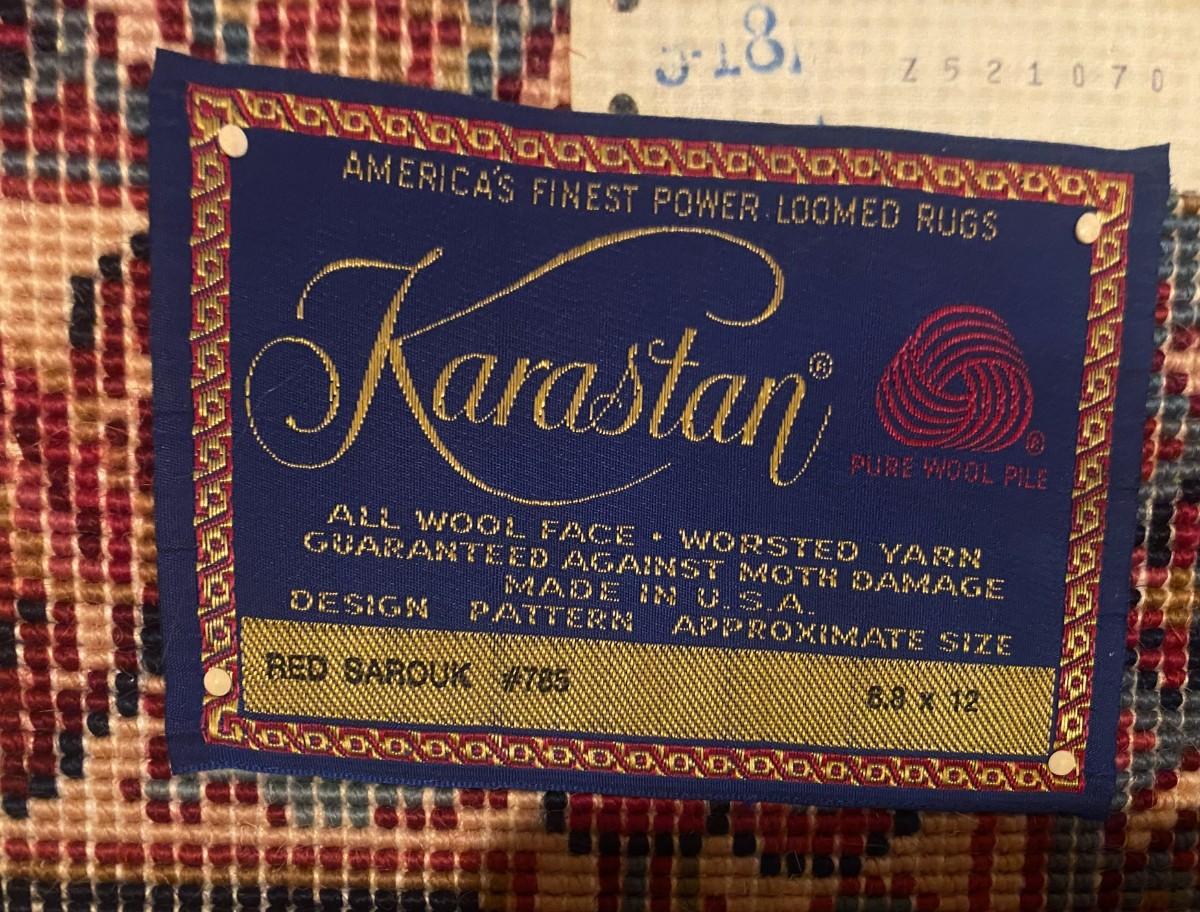 Z521070
AMERICA'S FINEST POWER LOOMED RUGS
Karastan®
®
PURE WOOL PILE
ALL WOOL FACE • WORSTED YARN
GUARANTEED AGAINST MOTH DAMAGE
MADE IN U.S.A.
DESIGN PATTERN APPROXIMATE SIZE
RED SAROUK #785 8.8 x 12